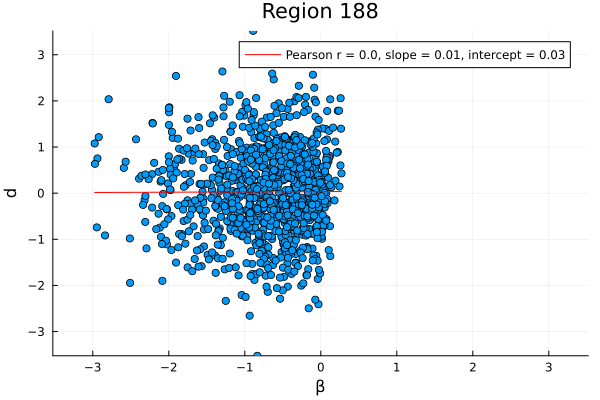 Region 188
Pearson r = 0.0, slope = 0.01, intercept = 0.03
d
3
2
1
0
−1
−2
−3
−3 −2 −1 0 1 2 3
β